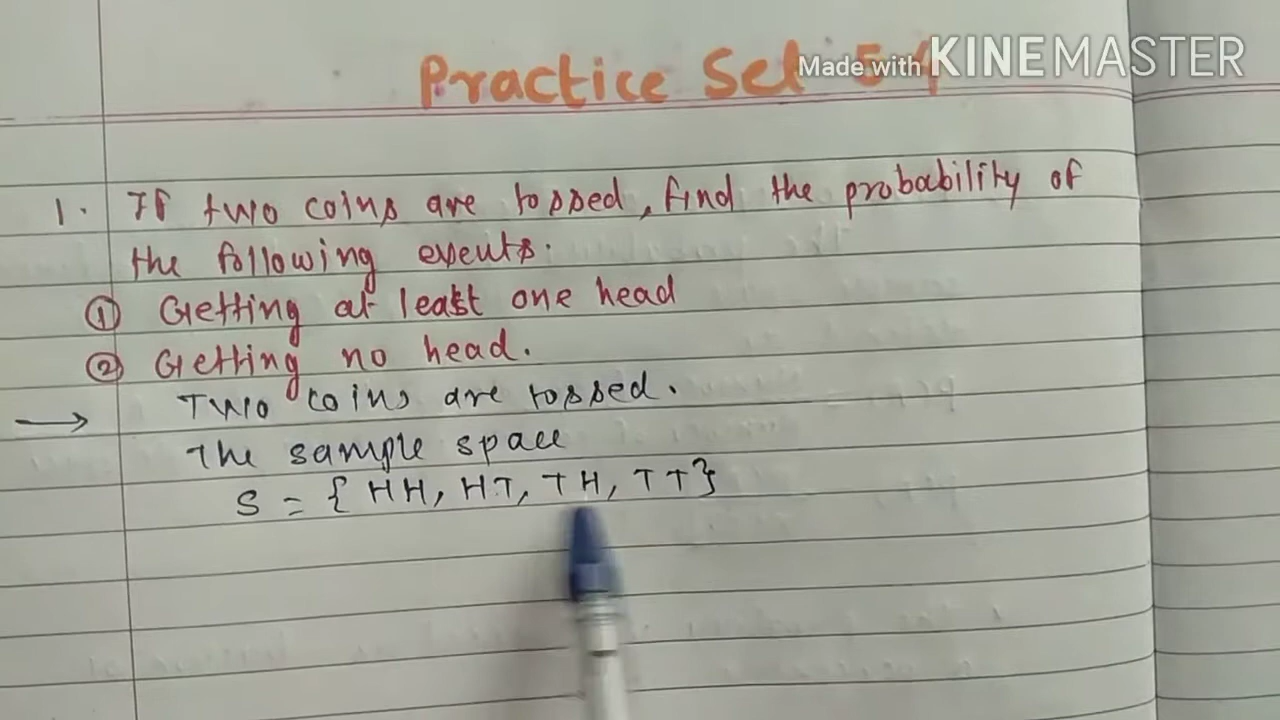 Practice Set 5.4
Made with KINEMASTER
1. If two coins are tossed, find the probability of
the following events.
① Getting at least one head
② Getting no head.
→ Two coins are tossed.
The sample space
S = { HH, HT, TH, TT}